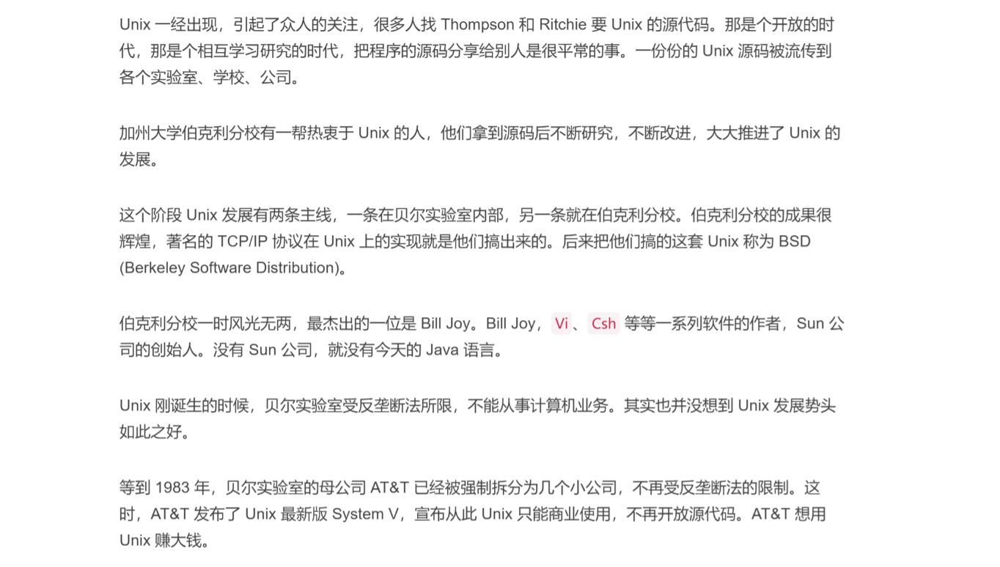 Unix 一经出现，引起了众人的关注，很多人找 Thompson 和 Ritchie 要 Unix 的源代码。那是个开放的时
代，那是个相互学习研究的时代，把程序的源码分享给别人是很平常的事。一份份的 Unix 源码被流传到
各个实验室、学校、公司。
加州大学伯克利分校有一帮热衷于 Unix 的人，他们拿到源码后不断研究，不断改进，大大推进了 Unix 的
发展。
这个阶段 Unix 发展有两条主线，一条在贝尔实验室内部，另一条就在伯克利分校。伯克利分校的成果很
辉煌，著名的 TCP/IP 协议在 Unix 上的实现就是他们搞出来的。后来把他们搞的这套 Unix 称为 BSD
(Berkeley Software Distribution)。
伯克利分校一时风光无两，最杰出的一位是 Bill Joy。Bill Joy， Vi 、 Csh 等等一系列软件的作者，Sun 公
司的创始人。没有 Sun 公司，就没有今天的 Java 语言。
Unix 刚诞生的时候，贝尔实验室受反垄断法所限，不能从事计算机业务。其实也并没想到 Unix 发展势头
如此之好。
等到 1983 年，贝尔实验室的母公司 AT&T 已经被强制拆分为几个小公司，不再受反垄断法的限制。这
时，AT&T 发布了 Unix 最新版 System V，宣布从此 Unix 只能商业使用，不再开放源代码。AT&T 想用
Unix 赚大钱。